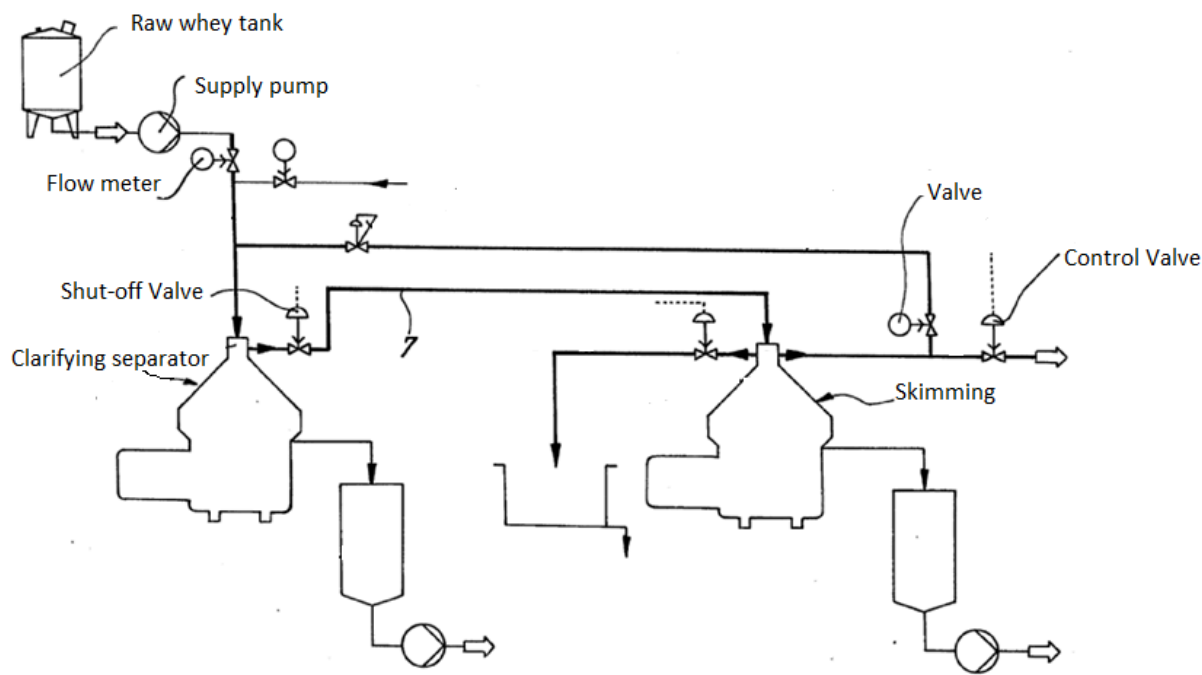 Raw whey tank
Supply pump
Flow meter
Valve
Control Valve
Shut-off Valve
7
Clarifying separator
Skimming